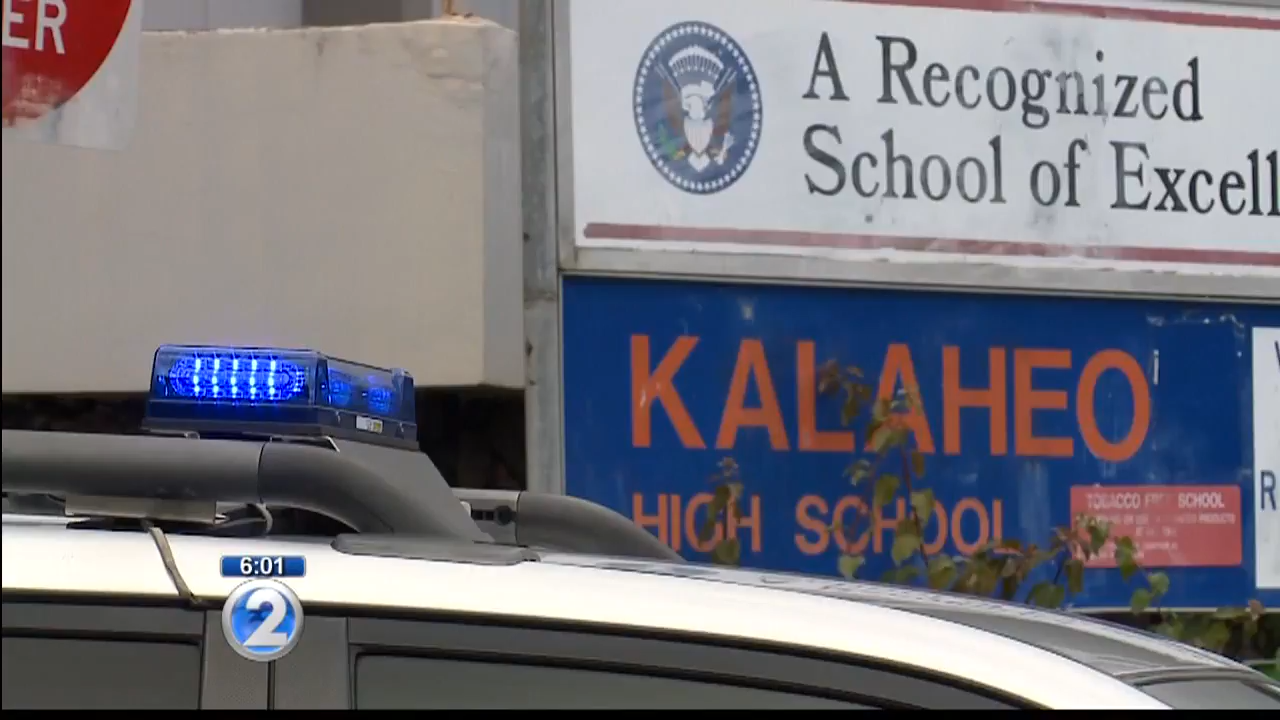 ER
A Recognized
School of Excell
KALAHEO
HIGH SCHOOL
TOBACCO FREE SCHOOL
R
6:01
2